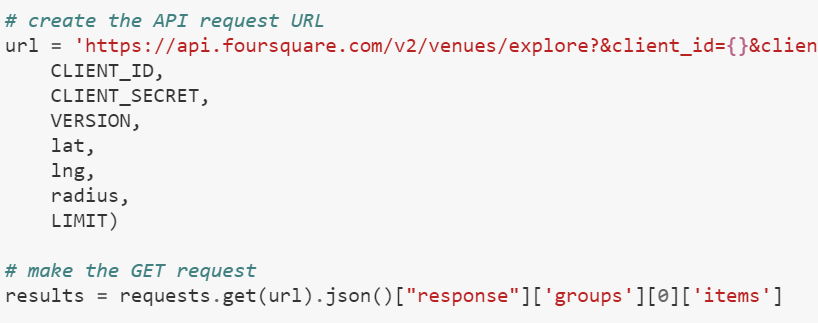 # create the API request URL
url = 'https://api.foursquare.com/v2/venues/explore?&client_id={}&clien
CLIENT_ID,
CLIENT_SECRET,
VERSION,
lat,
lng,
radius,
LIMIT)
# make the GET request
results = requests.get(url).json()["response"]['groups'][0]['items']